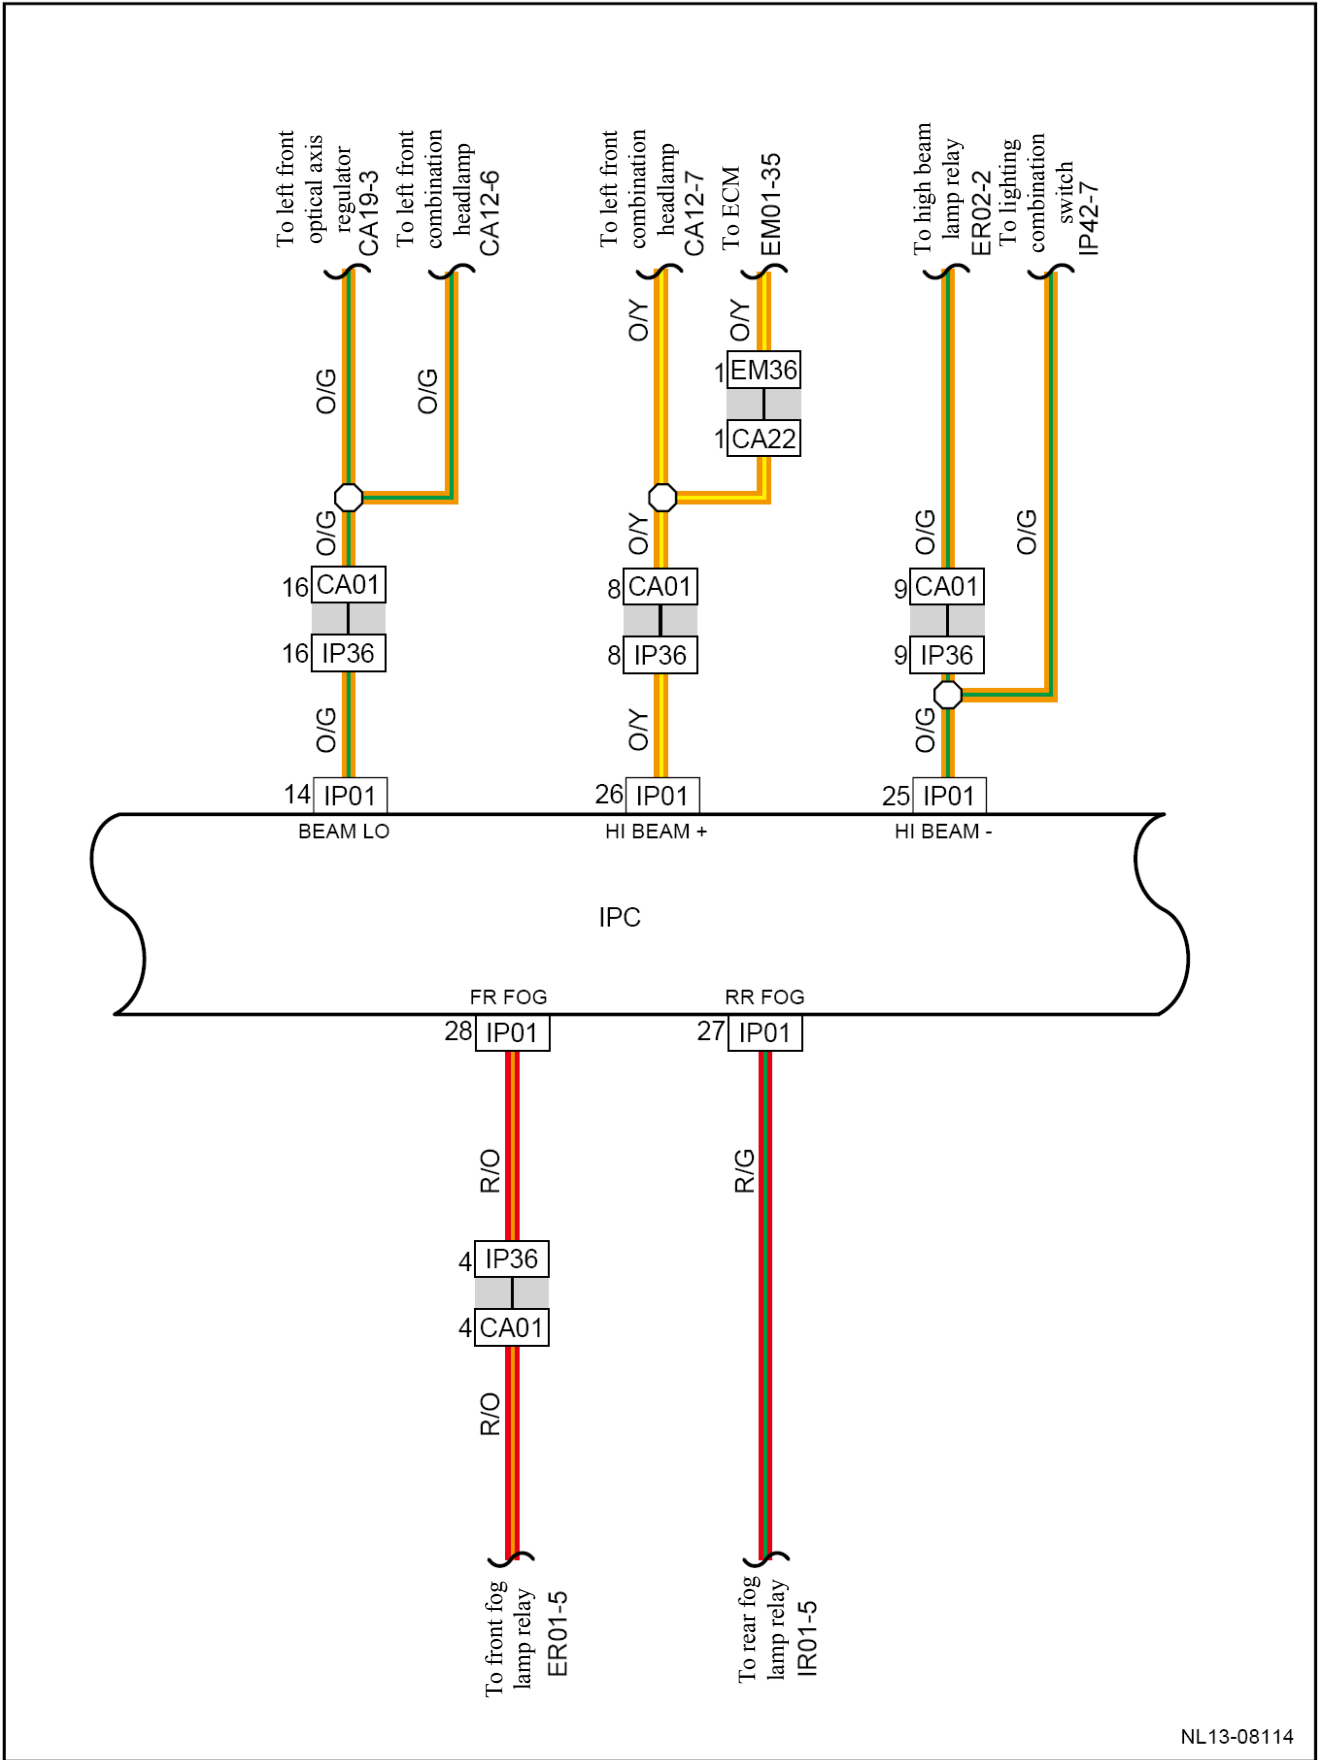 To left front
optical axis
regulator
CA19-3
To left front
combination
headlamp
CA12-6
To left front
combination
headlamp
CA12-7
To ECM
EM01-35
To high beam
lamp relay
ER02-2
To lighting
combination
switch
IP42-7
O/G
O/G
O/Y
O/Y
1 EM36
1 CA22
O/G
O/Y
O/G
O/G
16 CA01
8 CA01
9 CA01
16 IP36
8 IP36
9 IP36
O/G
O/Y
O/G
14 IP01
26 IP01
25 IP01
BEAM LO
HI BEAM +
HI BEAM -
IPC
FR FOG
RR FOG
28 IP01
27 IP01
R/O
R/G
4 IP36
4 CA01
R/O
To front fog
lamp relay
ER01-5
To rear fog
lamp relay
IR01-5
NL13-08114